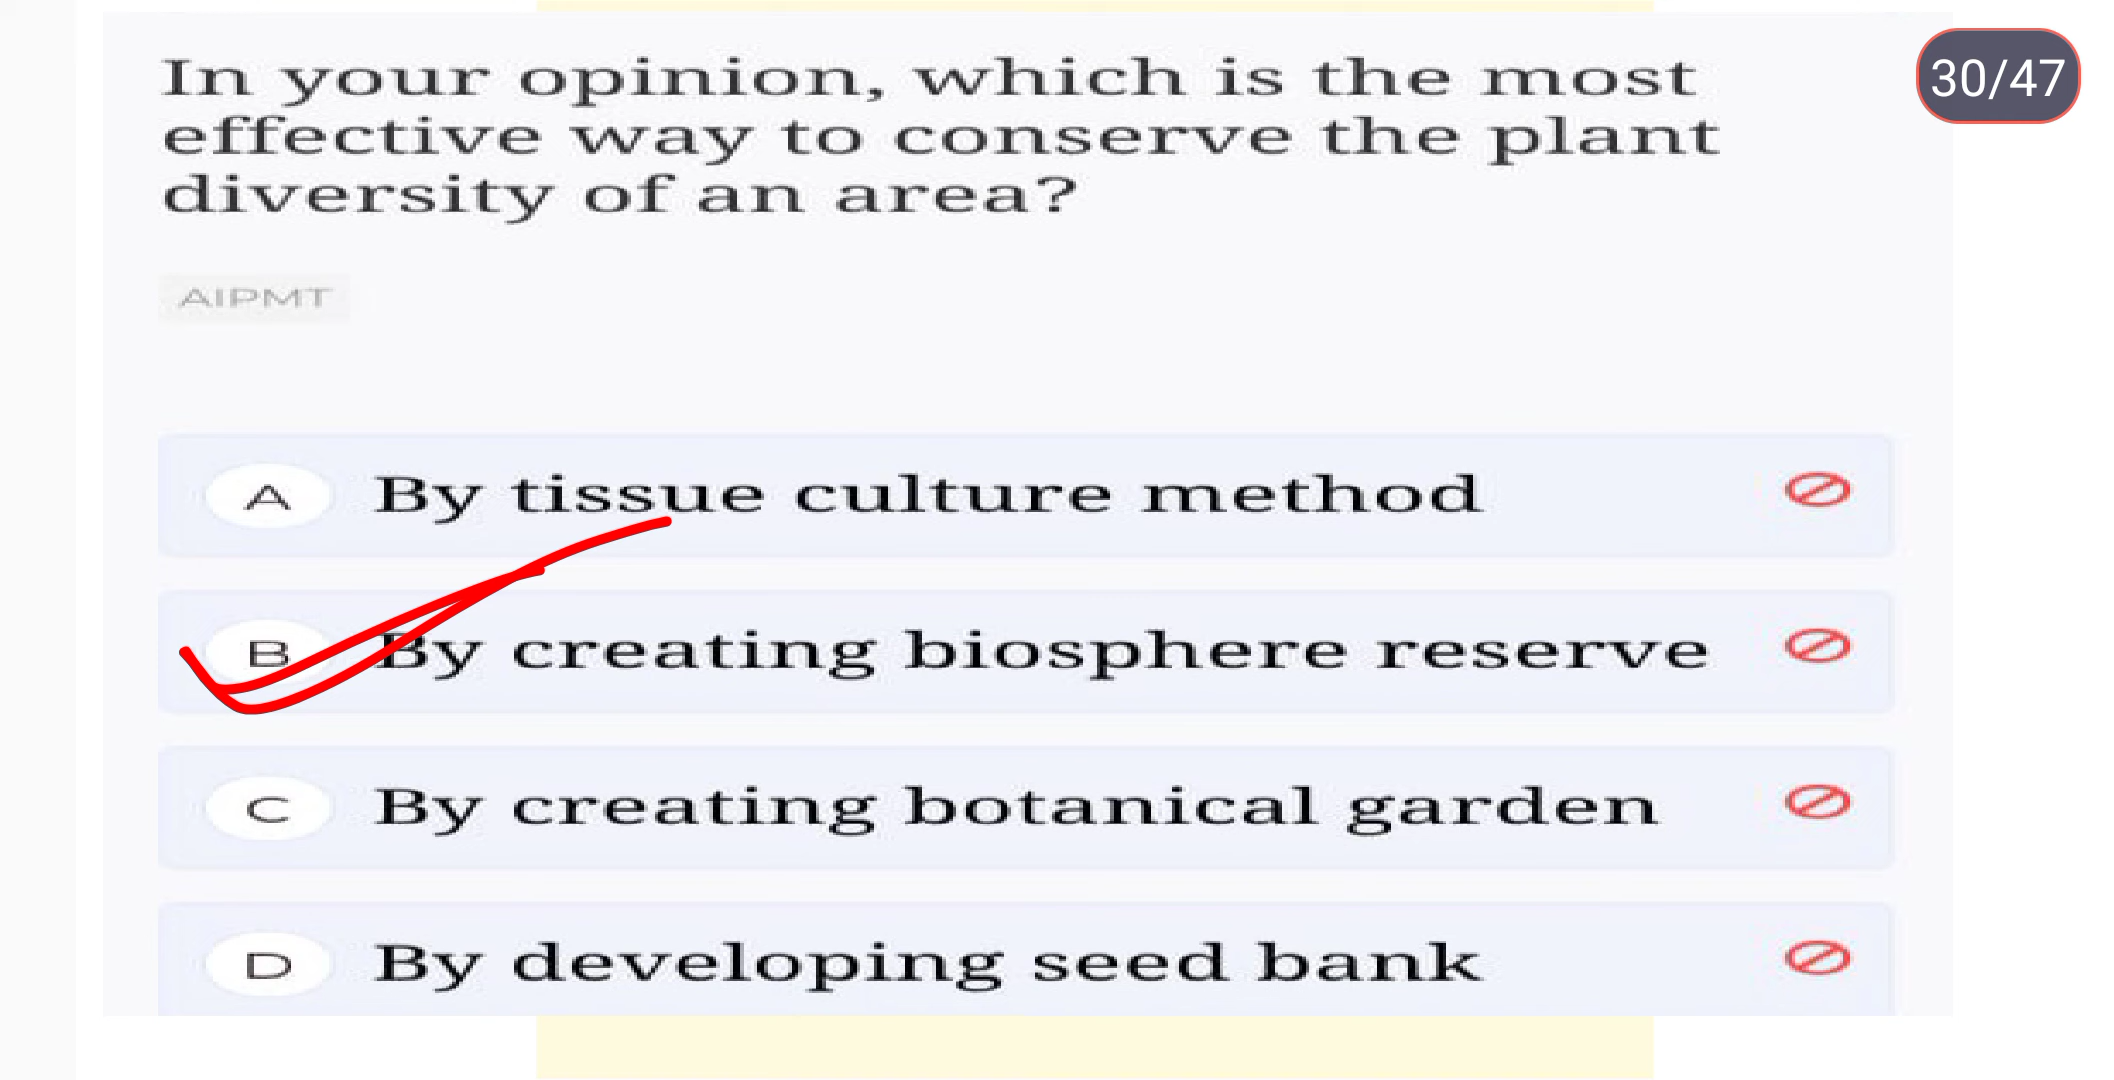 In your opinion, which is the most
effective way to conserve the plant
diversity of an area?
30/47
AIPMT
A By tissue culture method
B By creating biosphere reserve
C By creating botanical garden
D By developing seed bank